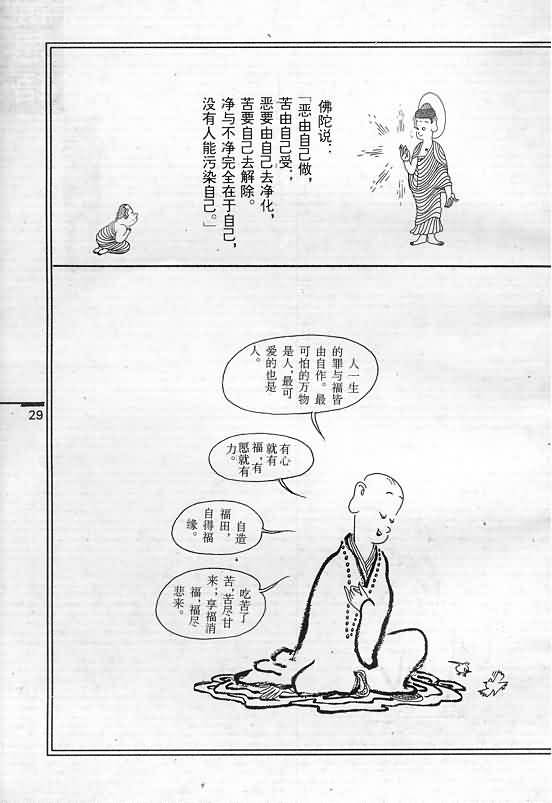 佛陀说：
「恶由自己做，
苦由自己受；
恶要由自己去净化，
苦要自己去解除。
净与不净完全在于自己，
没有人能污染自己。」
人一生
的罪与福皆
由自作。最
可怕的万物
是人，最可
爱的也是
人。
有心
就有
福，有
愿就有
力。
自造
福田，
自得福
缘。
吃苦了
苦，苦尽甘
来；享福消
福，福尽
悲来。
29